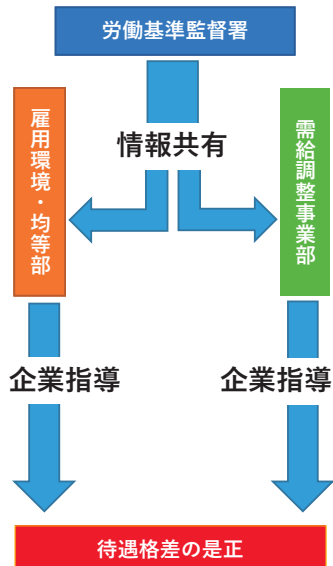 労働基準監督署
情報共有
雇用環境・均等部
需給調整事業部
企業指導
企業指導
待遇格差の是正